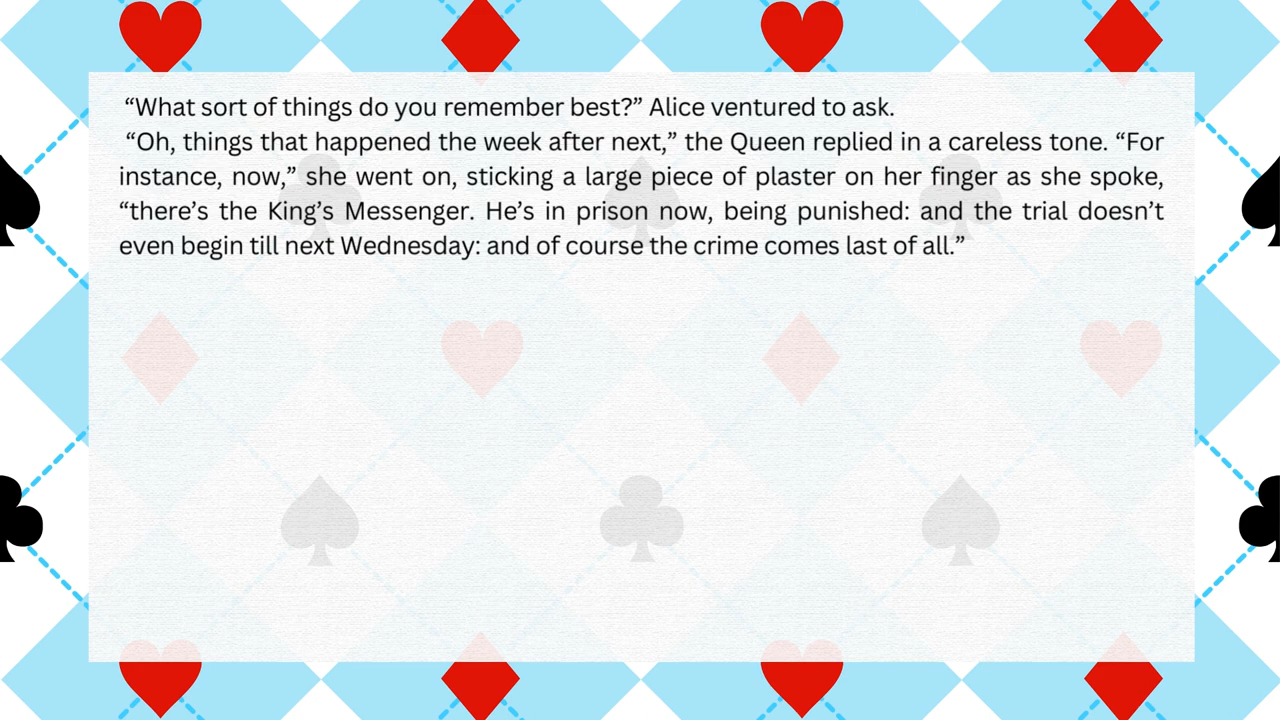 “What sort of things do you remember best?” Alice ventured to ask.
“Oh, things that happened the week after next,” the Queen replied in a careless tone. “For
instance, now,” she went on, sticking a large piece of plaster on her finger as she spoke,
“there’s the King’s Messenger. He’s in prison now, being punished: and the trial doesn’t
even begin till next Wednesday: and of course the crime comes last of all.”